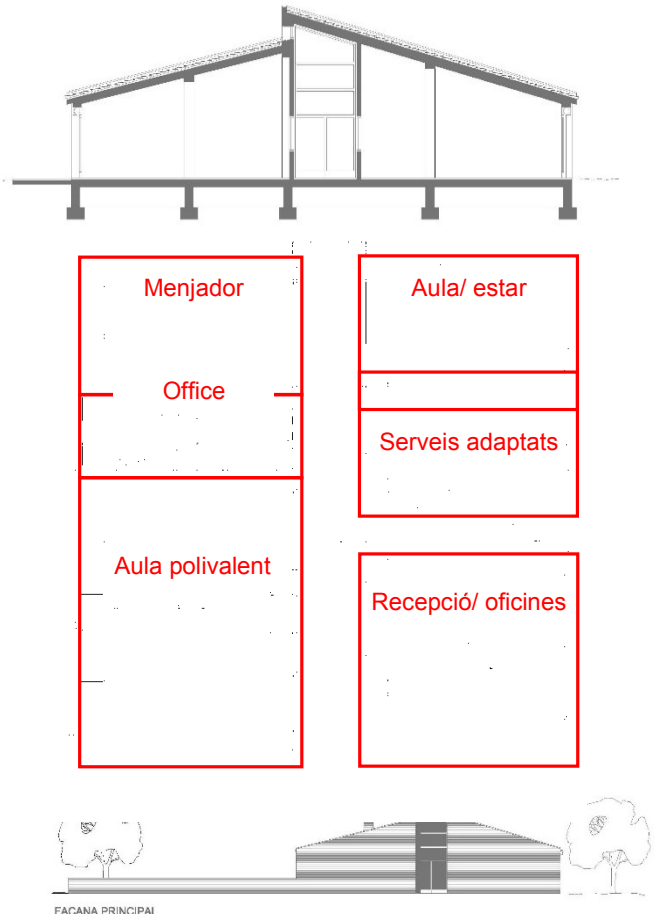 Menjador
Aula/ estar
Office
Serveis adaptats
Aula polivalent
Recepció/ oficines
FAÇANA PRINCIPAL